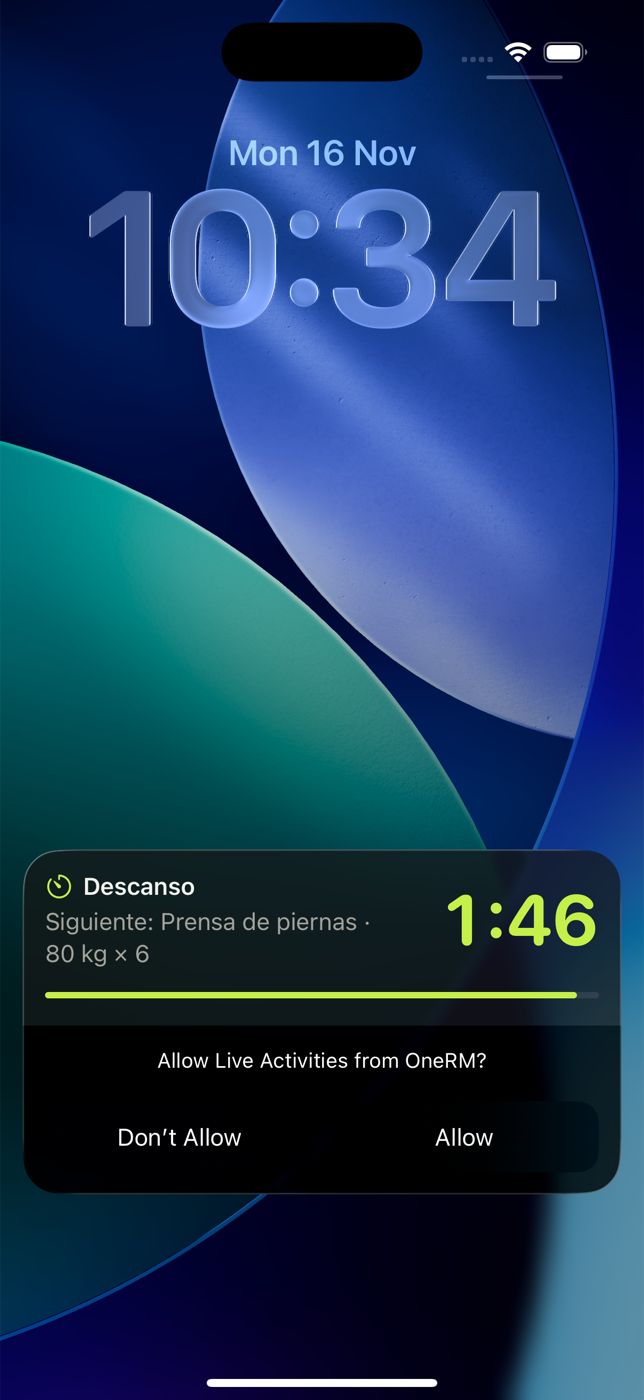 Mon 16 Nov
10:34
Descanso
1:46
Siguiente: Prensa de piernas ·
80 kg × 6
Allow Live Activities from OneRM?
Don’t Allow
Allow